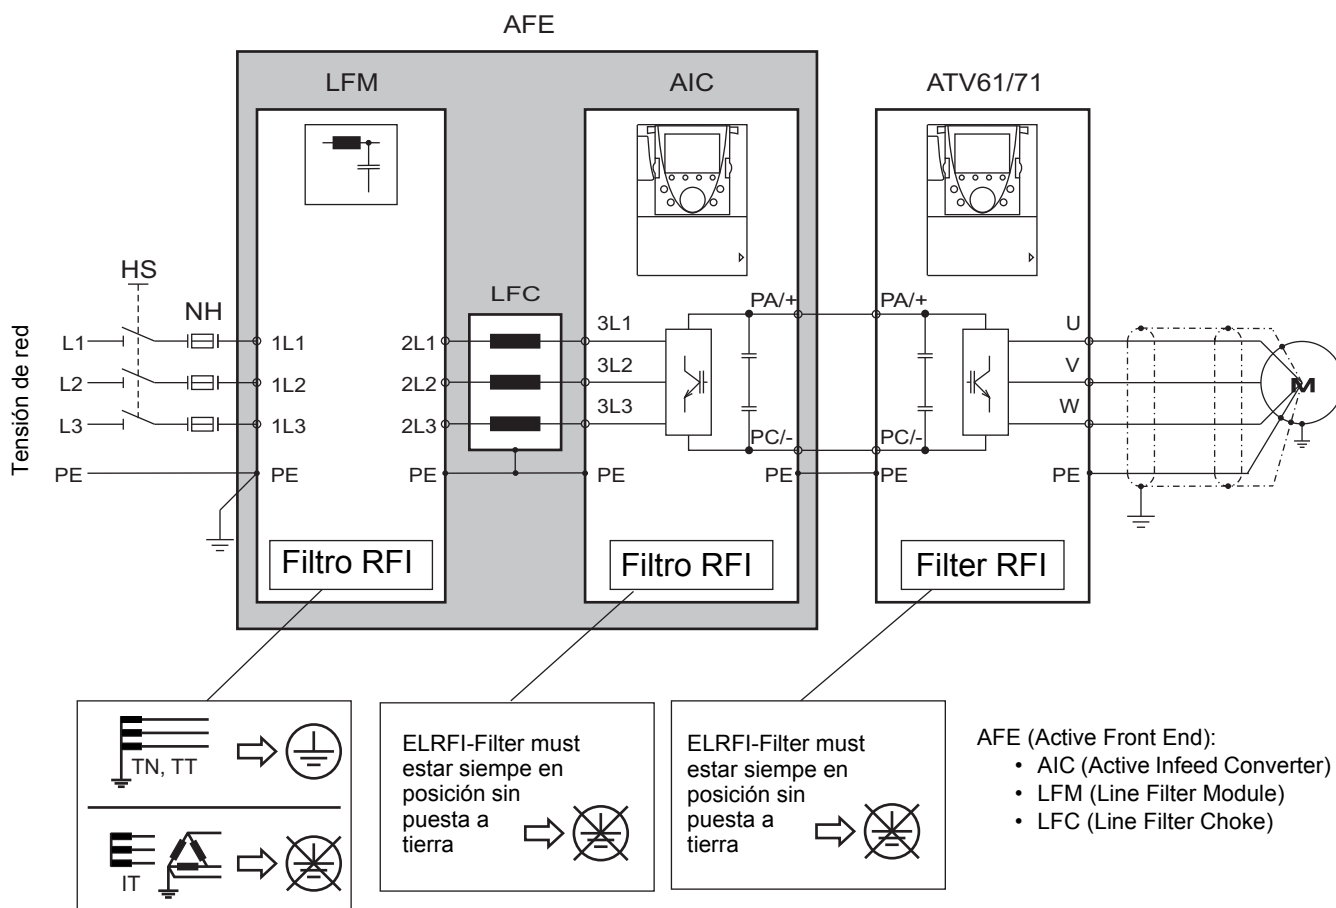 AFE
LFM
AIC
ATV61/71
HS
NH
LFC
PA/+
PA/+
Tensión de red
L1
1L1
2L1
3L1
U
L2
1L2
2L2
3L2
V
L3
1L3
2L3
3L3
W
M
PC/-
PC/-
PE
PE
PE
PE
PE
PE
PE
Filtro RFI
Filtro RFI
Filter RFI
TN, TT
IT
ELRFI-Filter must
estar siempe en
posición sin
puesta a
tierra
ELRFI-Filter must
estar siempe en
posición sin
puesta a
tierra
AFE (Active Front End):
• AIC (Active Infeed Converter)
• LFM (Line Filter Module)
• LFC (Line Filter Choke)